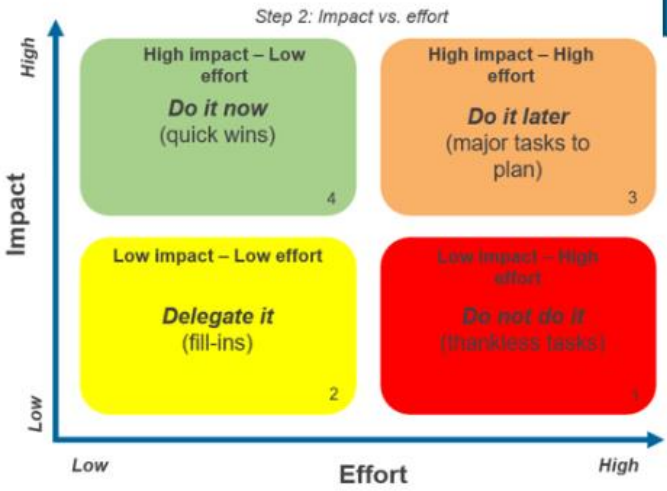 Step 2: Impact vs. effort
High
High impact – Low
effort
Do it now
(quick wins)
4
High impact – High
effort
Do it later
(major tasks to
plan)
3
Impact
Low impact – Low effort
Delegate it
(fill-ins)
2
Low impact – High
effort
Do not do it
(thankless tasks)
1
Low
Low
Effort
High